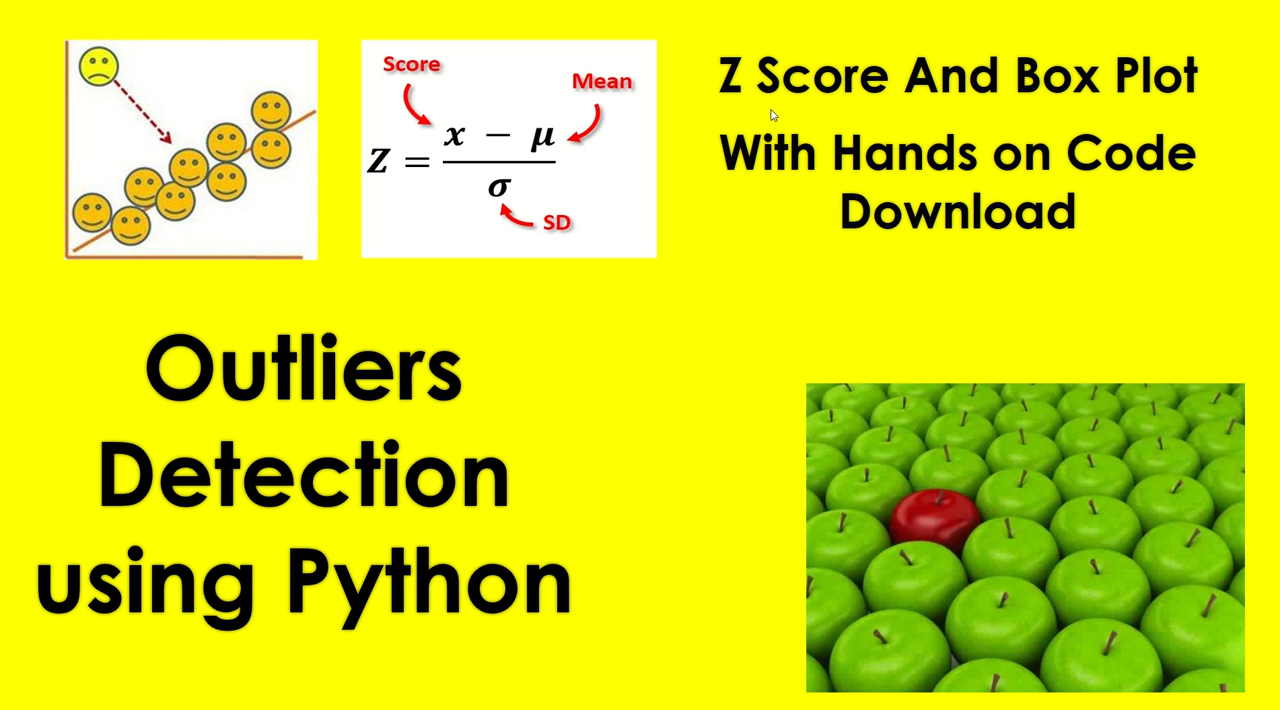 Score
Mean
Z = x − μ
σ
SD
Z Score And Box Plot
With Hands on Code
Download
Outliers
Detection
using Python